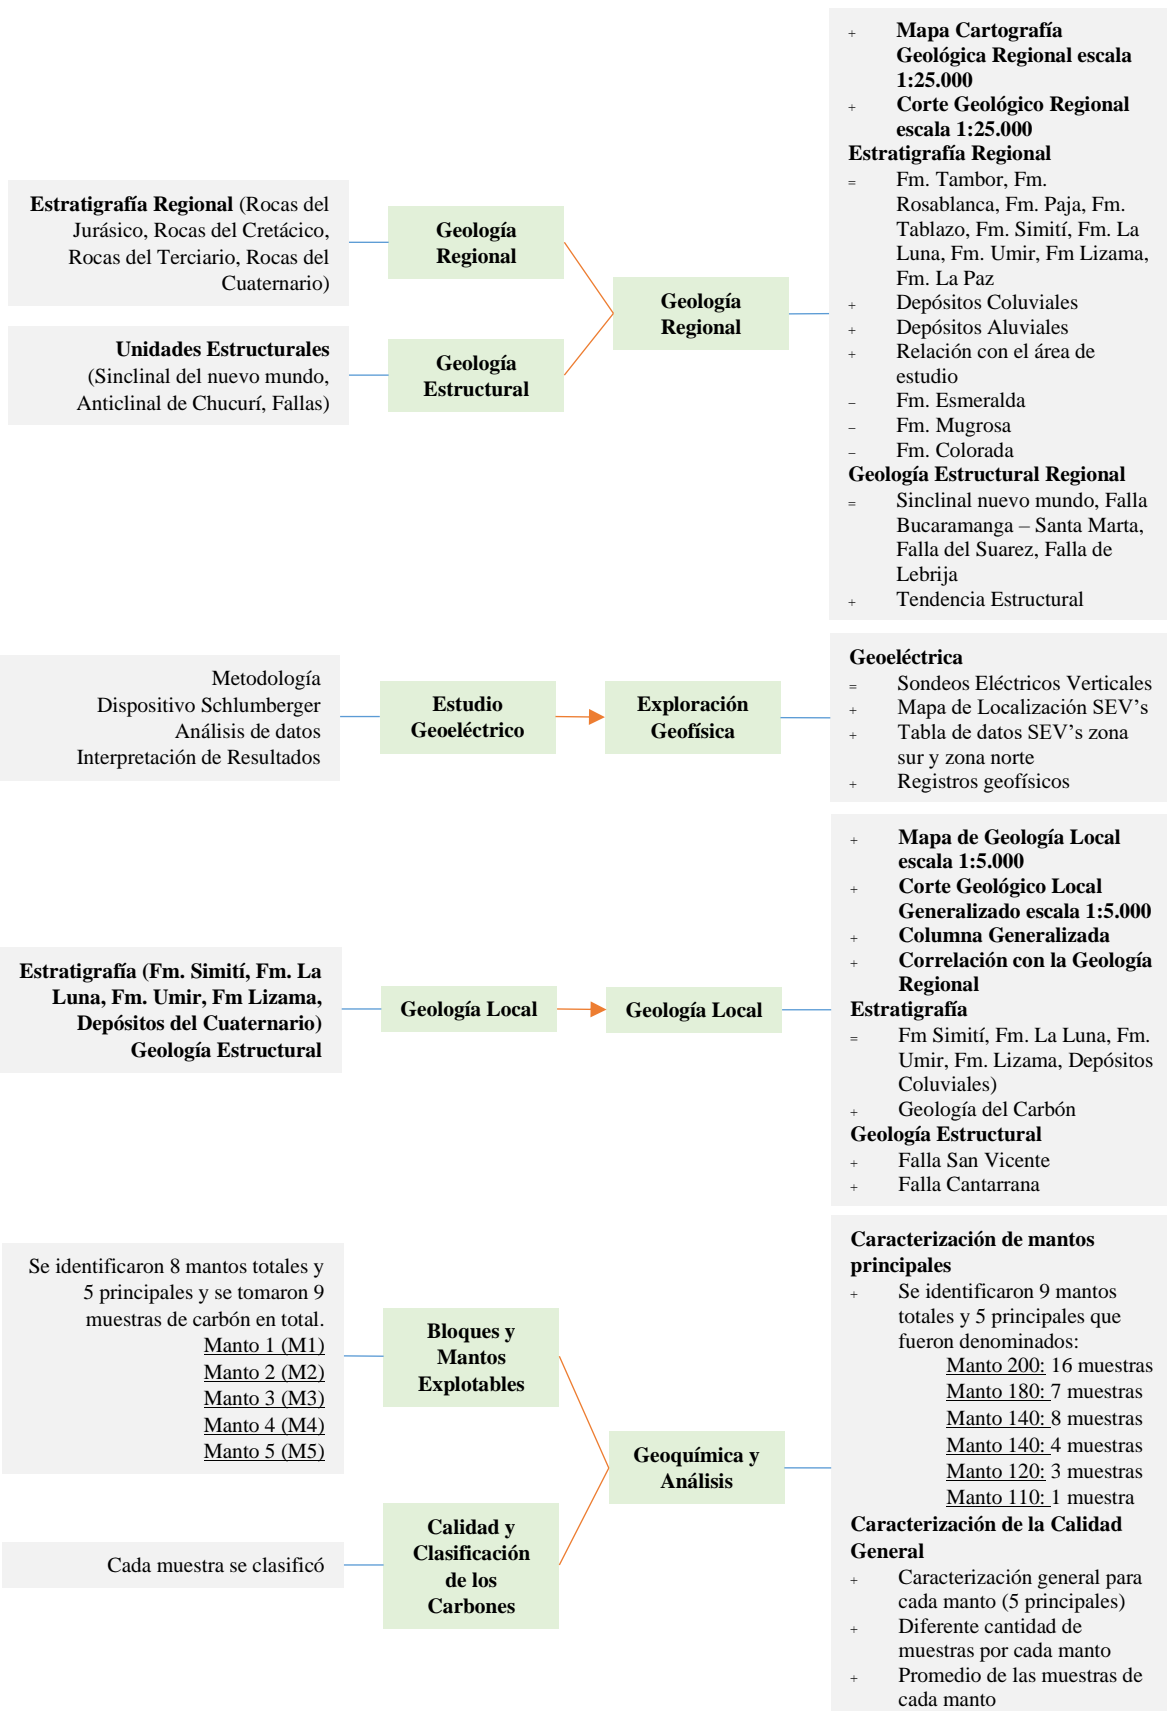 + Mapa Cartografía
Geológica Regional escala
1:25.000
+ Corte Geológico Regional
escala 1:25.000
Estratigrafía Regional
= Fm. Tambor, Fm.
Rosablanca, Fm. Paja, Fm.
Tablazo, Fm. Simití, Fm. La
Luna, Fm. Umir, Fm Lizama,
Fm. La Paz
+ Depósitos Coluviales
+ Depósitos Aluviales
+ Relación con el área de
estudio
– Fm. Esmeralda
– Fm. Mugrosa
– Fm. Colorada
Geología Estructural Regional
= Sinclinal nuevo mundo, Falla
Bucaramanga – Santa Marta,
Falla del Suarez, Falla de
Lebrija
+ Tendencia Estructural
Estratigrafía Regional (Rocas del
Jurásico, Rocas del Cretácico,
Rocas del Terciario, Rocas del
Cuaternario)
Geología
Regional
Geología
Regional
Unidades Estructurales
(Sinclinal del nuevo mundo,
Anticlinal de Chucurí, Fallas)
Geología
Estructural
Metodología
Dispositivo Schlumberger
Análisis de datos
Interpretación de Resultados
Estudio
Geoeléctrico
Exploración
Geofísica
Geoeléctrica
= Sondeos Eléctricos Verticales
+ Mapa de Localización SEV's
+ Tabla de datos SEV's zona
sur y zona norte
+ Registros geofísicos
Estratigrafía (Fm. Simití, Fm. La
Luna, Fm. Umir, Fm Lizama,
Depósitos del Cuaternario)
Geología Estructural
Geología Local
Geología Local
+ Mapa de Geología Local
escala 1:5.000
+ Corte Geológico Local
Generalizado escala 1:5.000
+ Columna Generalizada
+ Correlación con la Geología
Regional
Estratigrafía
= Fm Simití, Fm. La Luna, Fm.
Umir, Fm. Lizama, Depósitos
Coluviales)
+ Geología del Carbón
Geología Estructural
+ Falla San Vicente
+ Falla Cantarrana
Se identificaron 8 mantos totales y
5 principales y se tomaron 9
muestras de carbón en total.
Manto 1 (M1)
Manto 2 (M2)
Manto 3 (M3)
Manto 4 (M4)
Manto 5 (M5)
Bloques y
Mantos
Explotables
Cada muestra se clasificó
Calidad y
Clasificación
de los
Carbones
Geoquímica y
Análisis
Caracterización de mantos
principales
+ Se identificaron 9 mantos
totales y 5 principales que
fueron denominados:
Manto 200: 16 muestras
Manto 180: 7 muestras
Manto 140: 8 muestras
Manto 140: 4 muestras
Manto 120: 3 muestras
Manto 110: 1 muestra
Caracterización de la Calidad
General
+ Caracterización general para
cada manto (5 principales)
+ Diferente cantidad de
muestras por cada manto
+ Promedio de las muestras de
cada manto